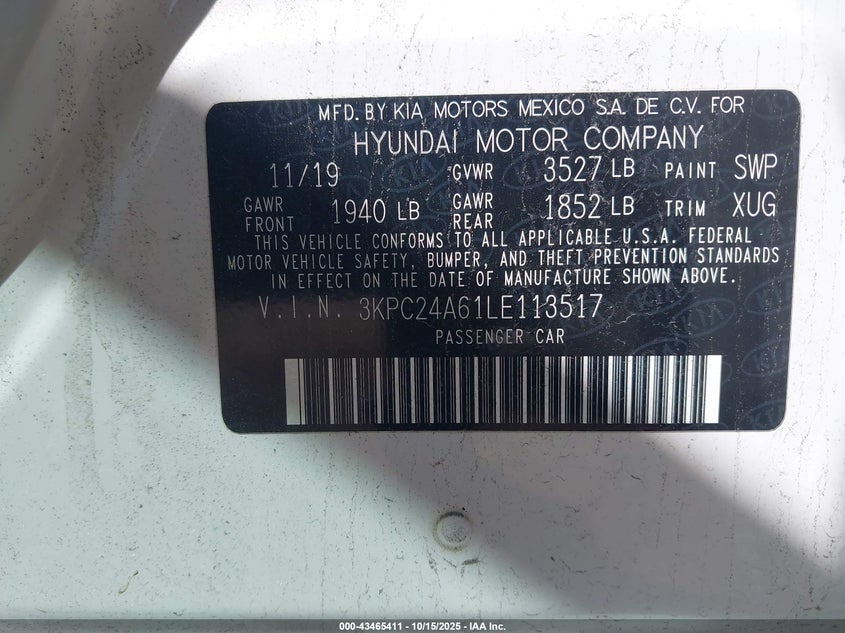 MFD. BY KIA MOTORS MEXICO S.A. DE C.V. FOR
HYUNDAI MOTOR COMPANY
11/19 GVWR 3527 LB PAINT SWP
GAWR FRONT 1940 LB GAWR REAR 1852 LB TRIM XUG
THIS VEHICLE CONFORMS TO ALL APPLICABLE U.S.A. FEDERAL
MOTOR VEHICLE SAFETY, BUMPER, AND THEFT PREVENTION STANDARDS
IN EFFECT ON THE DATE OF MANUFACTURE SHOWN ABOVE.
V.I.N. 3KPC24A61LE113517
PASSENGER CAR
000-43465411 - 10/15/2025 - IAA Inc.